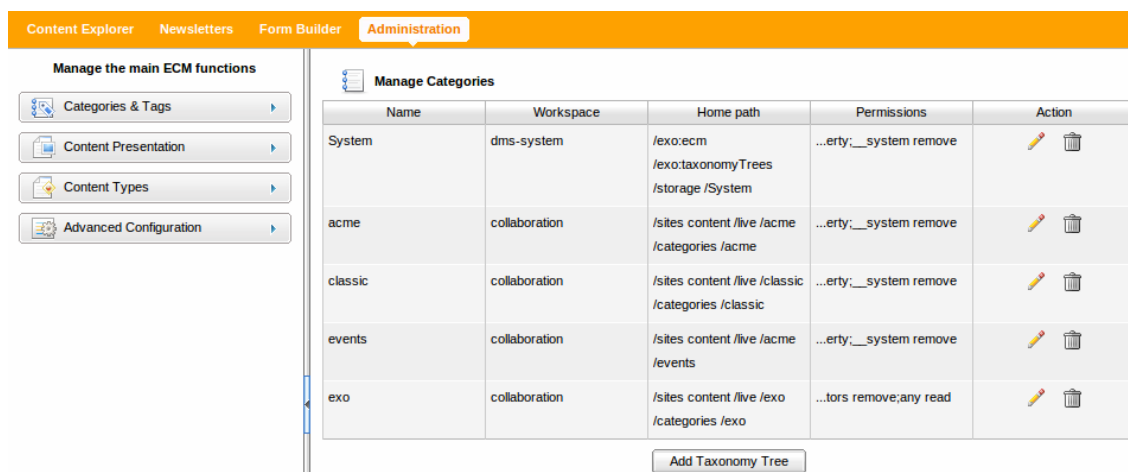 Content Explorer Newsletters Form Builder Administration
Manage the main ECM functions
Categories & Tags
Content Presentation
Content Types
Advanced Configuration
Manage Categories
Name Workspace Home path Permissions Action
System dms-system /exo:ecm ...erty;__system remove
/exo:taxonomyTrees
/storage /System
acme collaboration /sites content /live /acme ...erty;__system remove
/categories /acme
classic collaboration /sites content /live /classic ...erty;__system remove
/categories /classic
events collaboration /sites content /live /acme ...erty;__system remove
/events
exo collaboration /sites content /live /exo ...tors remove;any read
/categories /exo
Add Taxonomy Tree